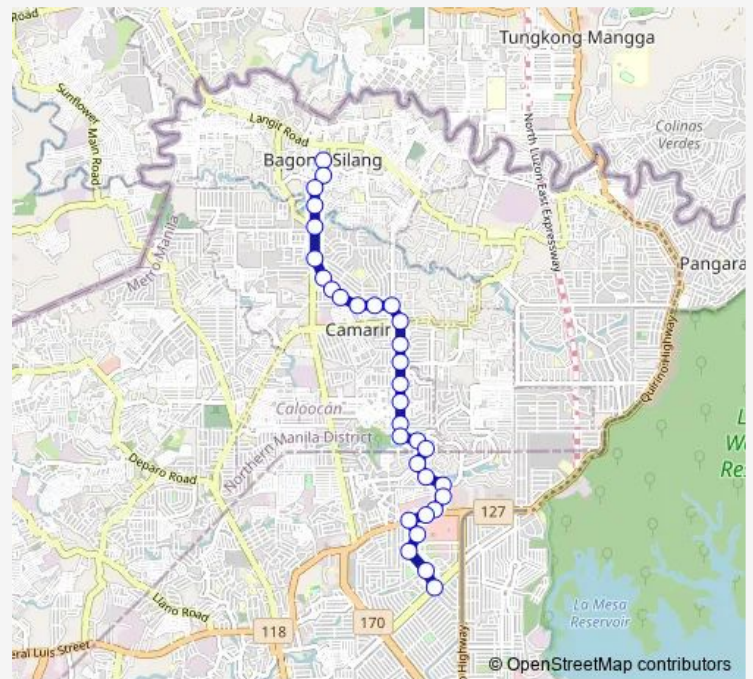 Road
Tungkong Mangga
Sunflower
Main Road
Langit Road
Colinas
Verdes
Bagong Silang
North Luzon East Expressway
Metro Manila
Pangara
Camarin
Quirino Highway
Caloocan
Northern Manila District
Deparo Road
L
W
Re
127
La Mesa
Reservoir
Llano Road
118
170
eral Luis Street
Highway
© OpenStreetMap contributors